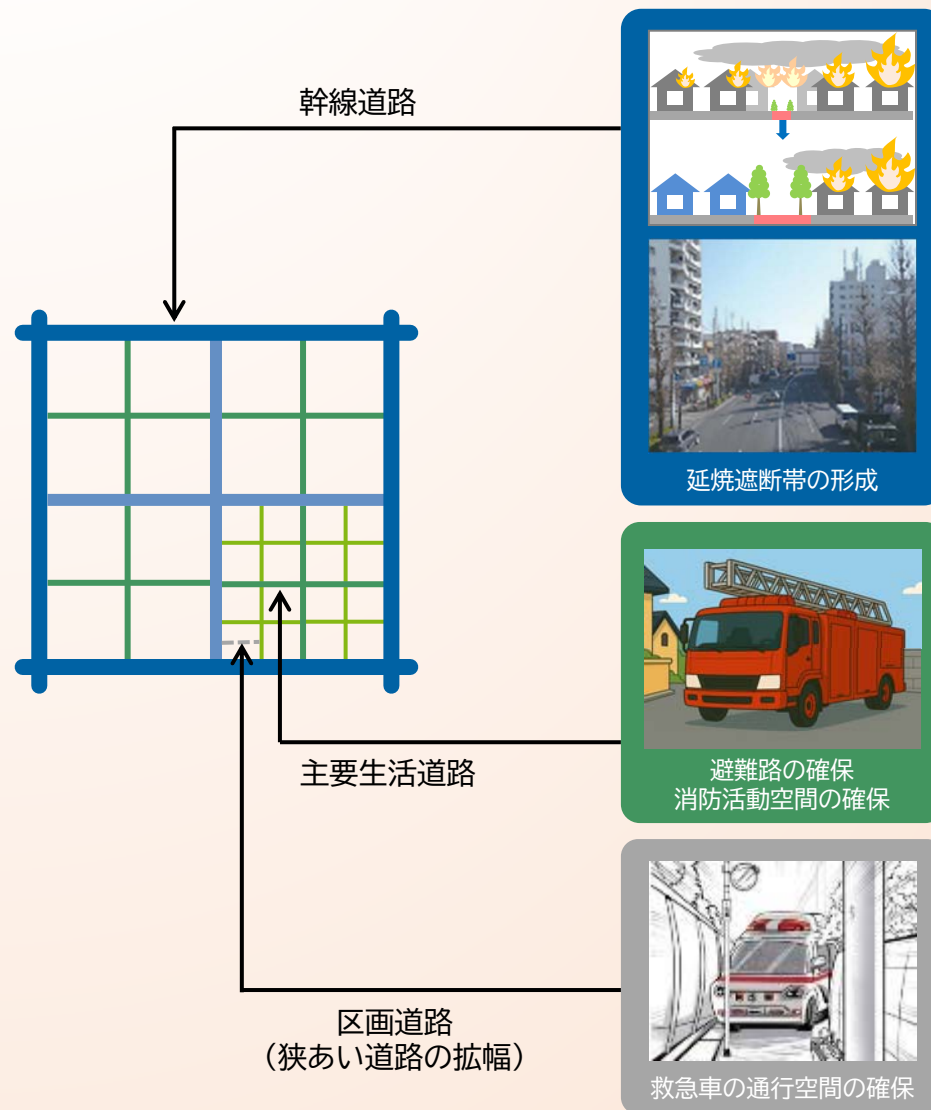 幹線道路
延焼遮断帯の形成
主要生活道路
避難路の確保
消防活動空間の確保
区画道路
（狭あい道路の拡幅）
救急車の通行空間の確保